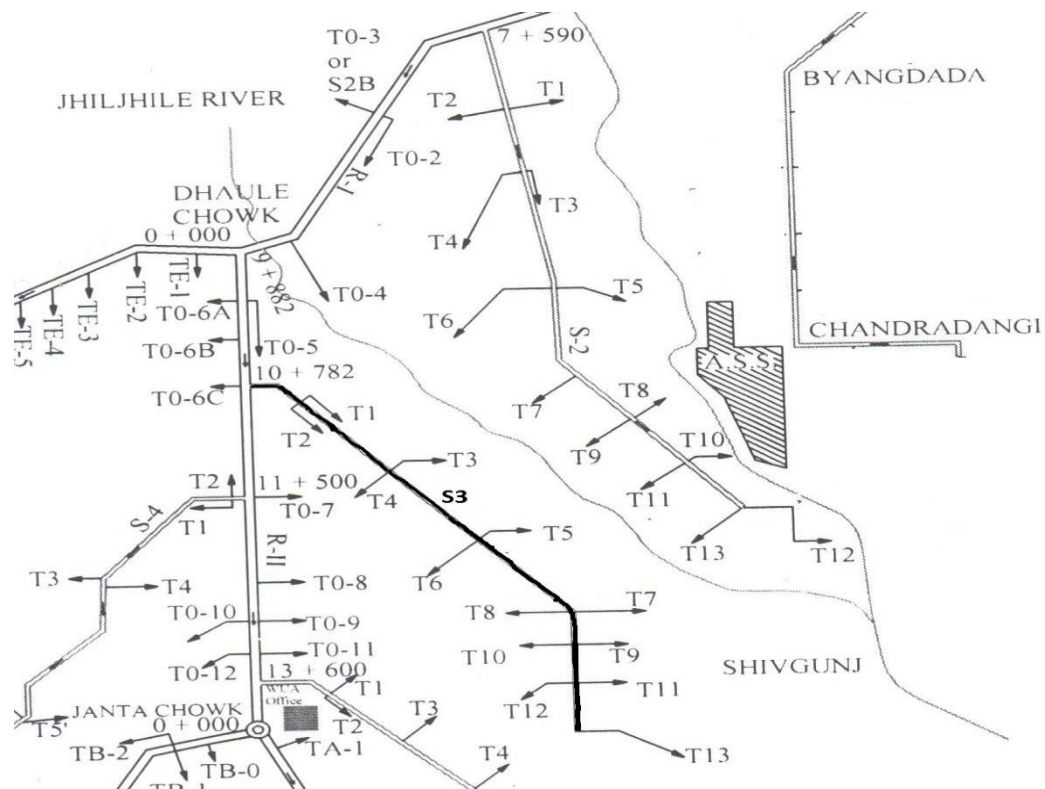 T0-3
or
S2B
7 + 590
BYANGDADA
JHILJHILE RIVER
T2
T1
T0-2
R-I
DHAULE
CHOWK
T3
0 + 000
T4
9 + 882
T0-4
TE-1
TE-2
TE-3
TE-4
TE-5
T0-6A
T5
T6
S-2
CHANDRADANGI
T0-6B
T0-5
10 + 782
A.S.S
T0-6C
T1
T2
T7
T8
T9
T10
T11
T3
T4
S3
T2
11 + 500
T0-7
T1
S-4
R-II
T5
T6
T13
T12
T3
T4
T0-8
T0-10
T0-9
T8
T7
T0-11
T0-12
T10
T9
13 + 600
SHIVGUNJ
WUA
Office
T1
T11
T12
JANTA CHOWK
0 + 000
T5'
T2
T3
TB-2
TA-1
TB-0
TB-1
T4
T13